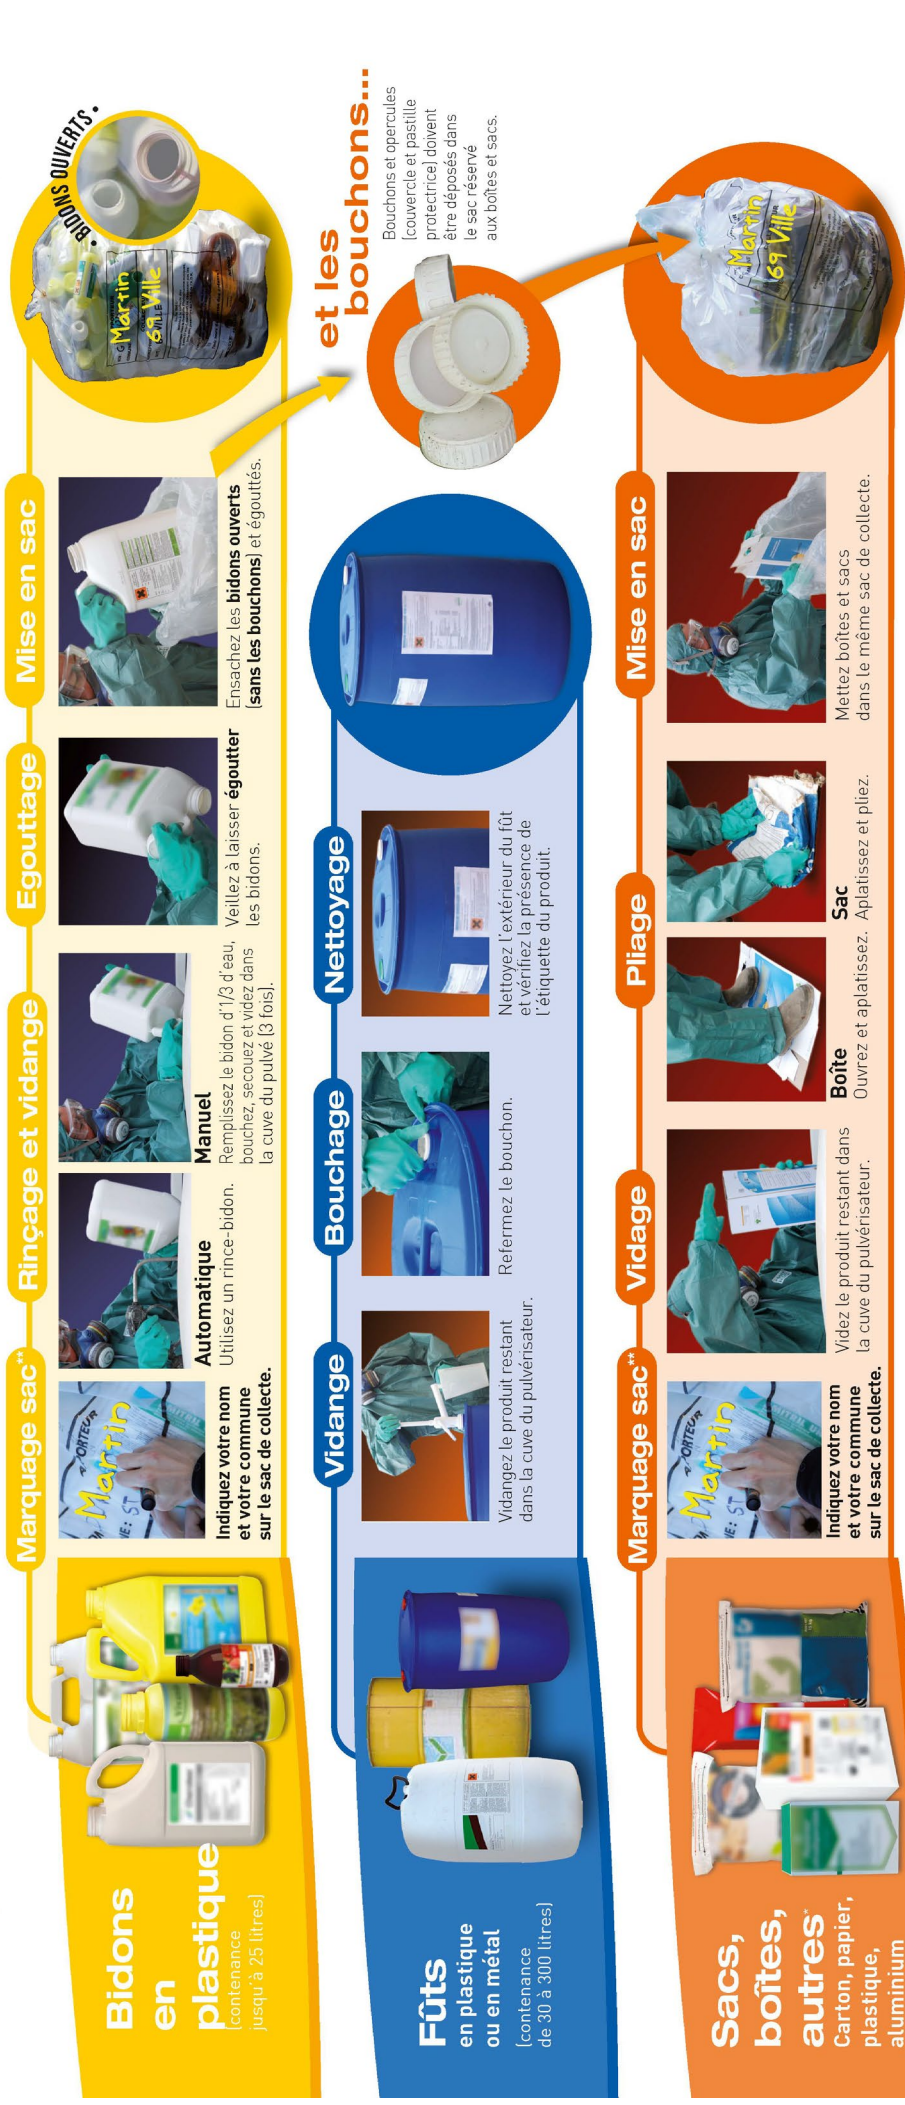 Bidons
en
plastique
(contenance
jusqu'à 25 litres)
Marquage sac**
Martin
Indiquez votre nom
et votre commune
sur le sac de collecte.
Rinçage et vidange
Automatique
Utilisez un rince-bidon.
Manuel
Remplissez le bidon d'1/3 d'eau,
bouchez, secouez et videz dans
la cuve du pulvé (3 fois).
Egouttage
Veillez à laisser égoutter
les bidons.
Mise en sac
Ensachez les bidons ouverts
(sans les bouchons) et égouttés.
Martin
69 Ville
• BIDONS OUVERTS •
Fûts
en plastique
ou en métal
(contenance
de 30 à 300 litres)
Vidange
Vidangez le produit restant
dans la cuve du pulvérisateur.
Bouchage
Refermez le bouchon.
Nettoyage
Nettoyez l'extérieur du fût
et vérifiez la présence de
l'étiquette du produit.
et les
bouchons...
Bouchons et opercules
(couvercle et pastille
protectrice) doivent
être déposés dans
le sac réservé
aux boîtes et sacs.
Sacs,
boîtes,
autres*
Carton, papier,
plastique,
aluminium
Marquage sac**
Martin
Indiquez votre nom
et votre commune
sur le sac de collecte.
Vidage
Videz le produit restant dans
la cuve du pulvérisateur.
Pliage
Boîte
Ouvrez et aplatissez.
Sac
Aplatissez et pliez.
Mise en sac
Mettez boîtes et sacs
dans le même sac de collecte.
Martin
69 Ville